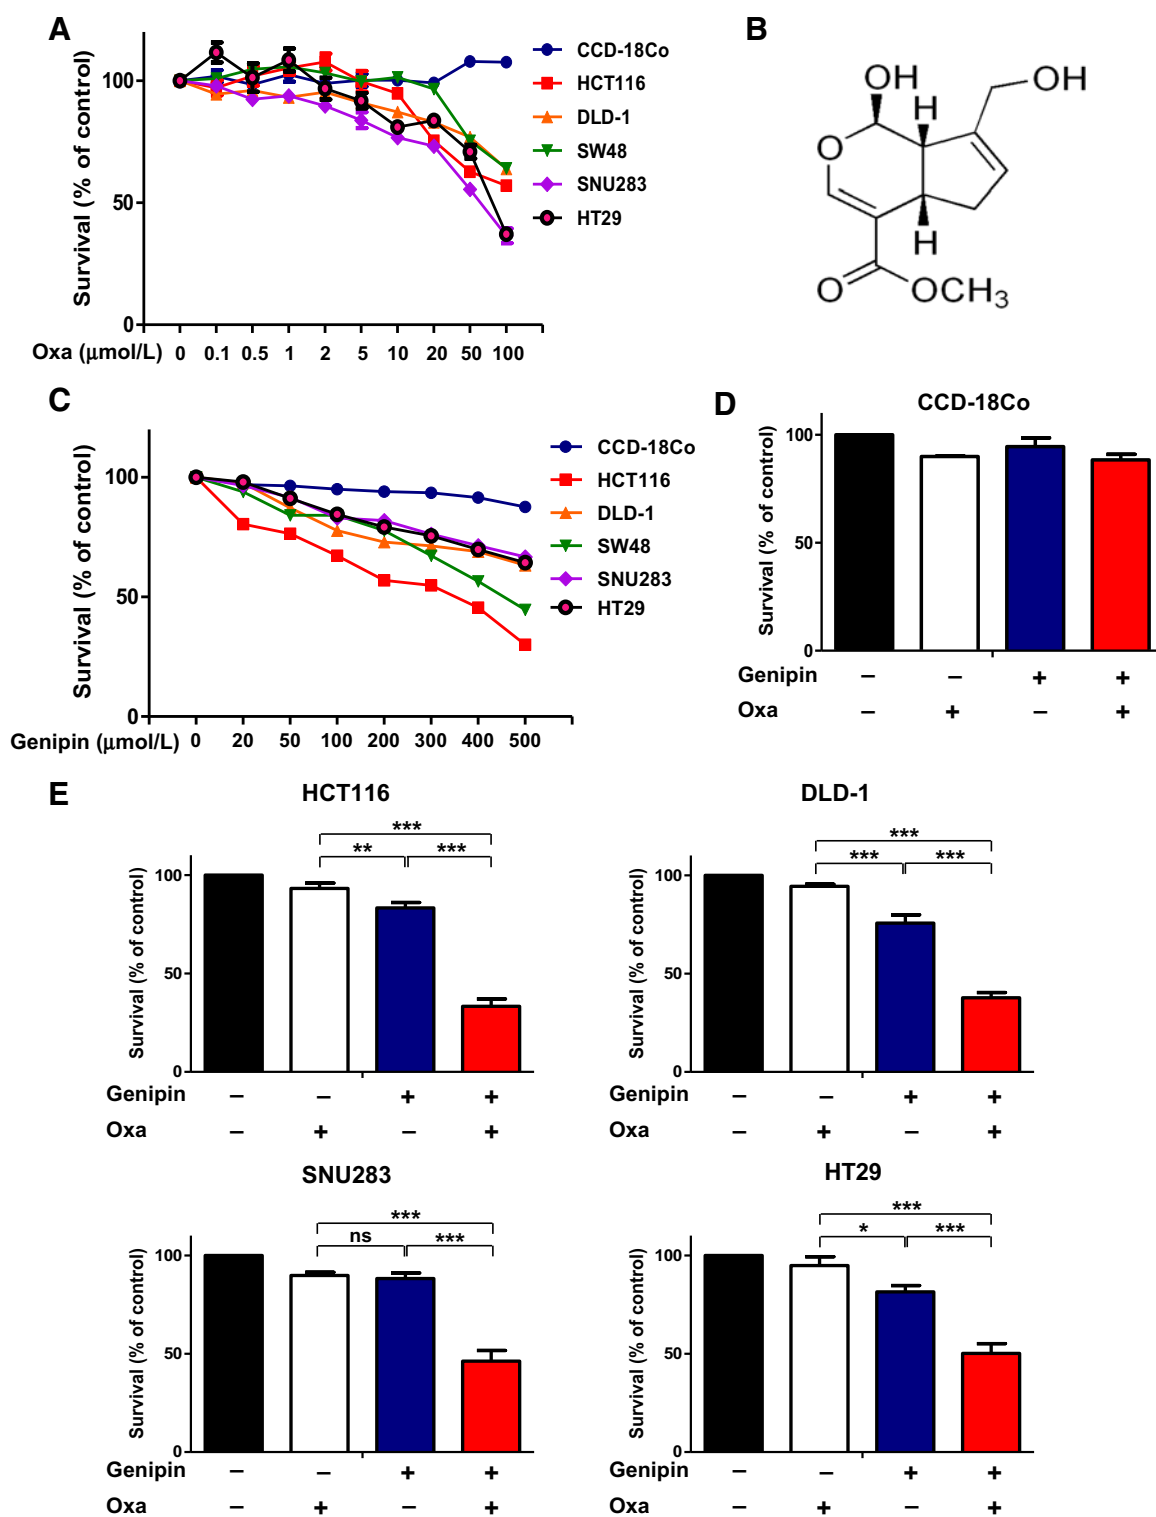 A
Survival (% of control)
100
50
0
Oxa (μmol/L) 0 0.1 0.5 1 2 5 10 20 50 100
CCD-18Co
HCT116
DLD-1
SW48
SNU283
HT29
B
OH
OH
H
O
H
O
OCH3
C
Survival (% of control)
100
50
0
Genipin (μmol/L) 0 20 50 100 200 300 400 500
CCD-18Co
HCT116
DLD-1
SW48
SNU283
HT29
D
CCD-18Co
Survival (% of control)
100
50
0
Genipin − − + +
Oxa − + − +
E
HCT116
***
** ***
Survival (% of control)
100
50
0
Genipin − − + +
Oxa − + − +
DLD-1
***
*** ***
Survival (% of control)
100
50
0
Genipin − − + +
Oxa − + − +
SNU283
***
ns ***
Survival (% of control)
100
50
0
Genipin − − + +
Oxa − + − +
HT29
***
* ***
Survival (% of control)
100
50
0
Genipin − − + +
Oxa − + − +